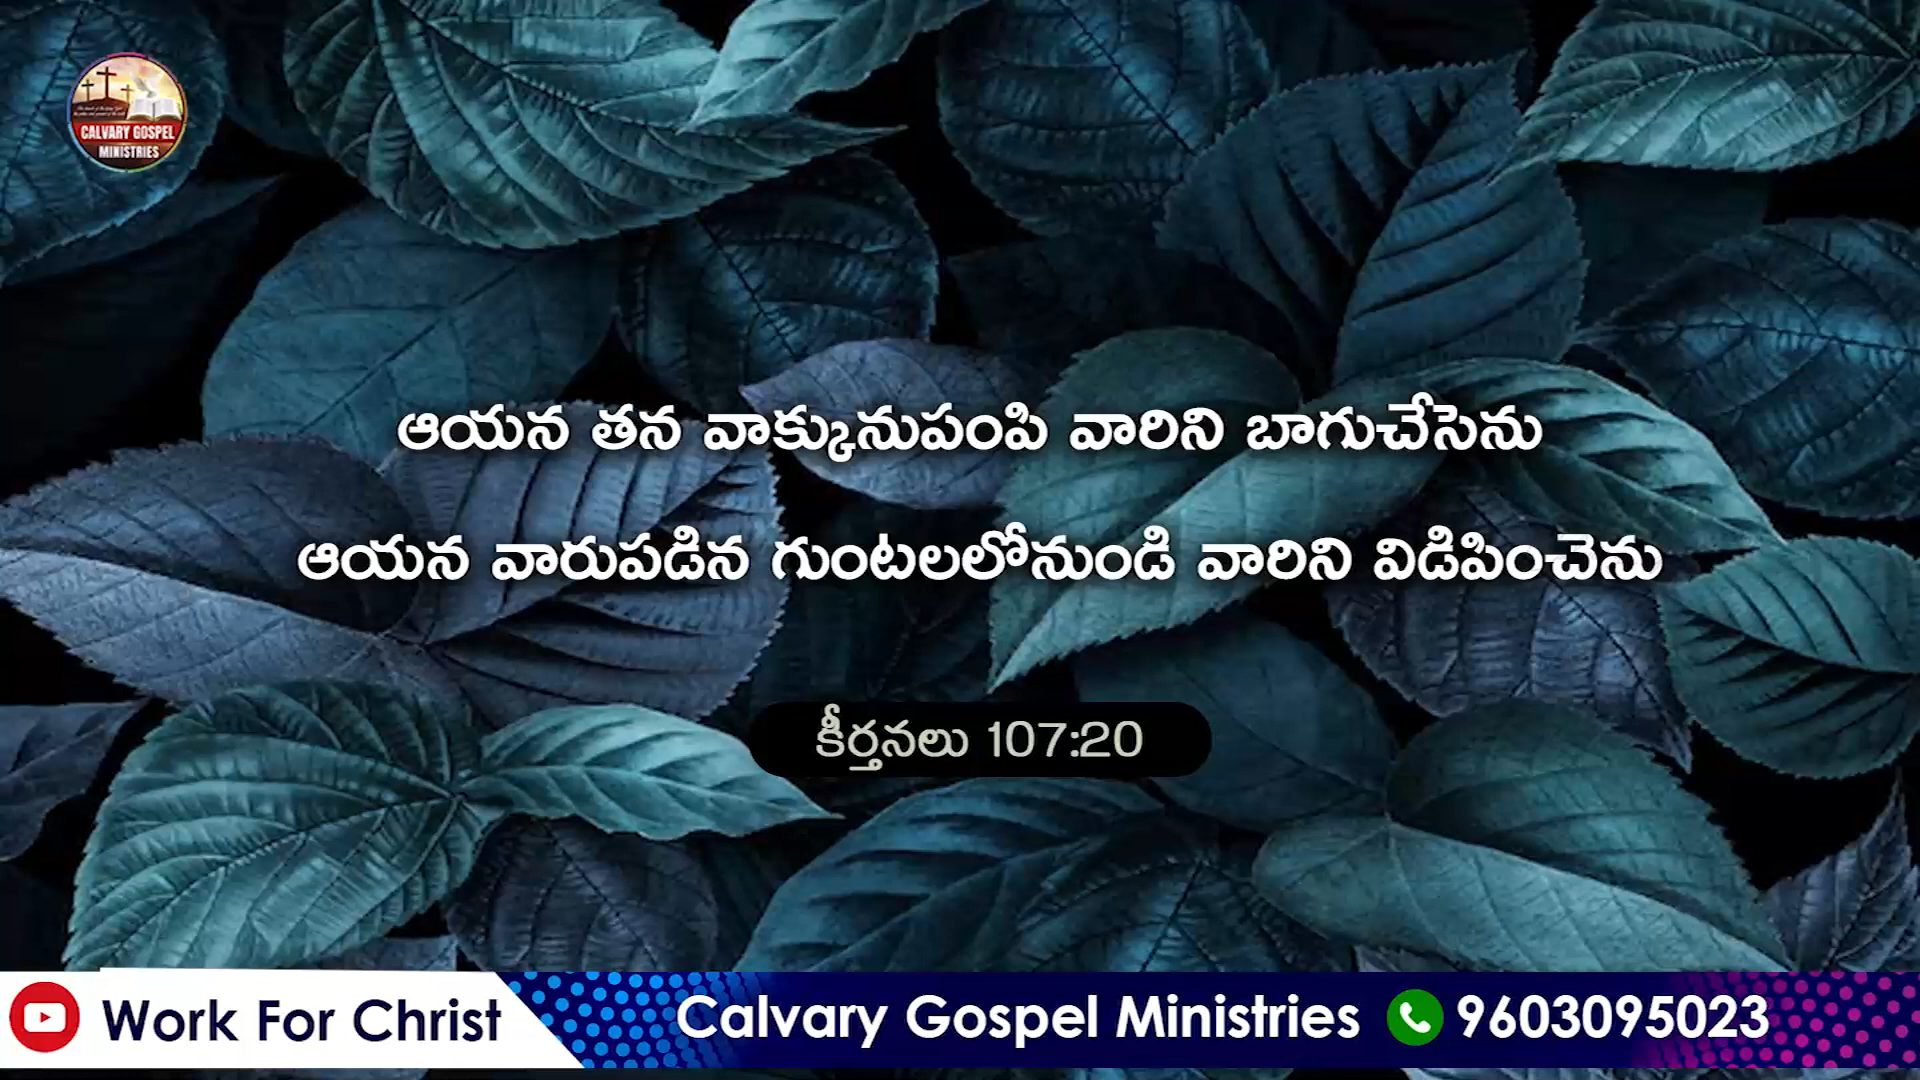 CALVARY GOSPEL
MINISTRIES
ఆయన తన వాక్కునుపంపి వారిని బాగుచేసెను
ఆయన వారుపడిన గుంటలలోనుండి వారిని విడిపించెను
కీర్తనలు 107:20
Work For Christ
Calvary Gospel Ministries 9603095023